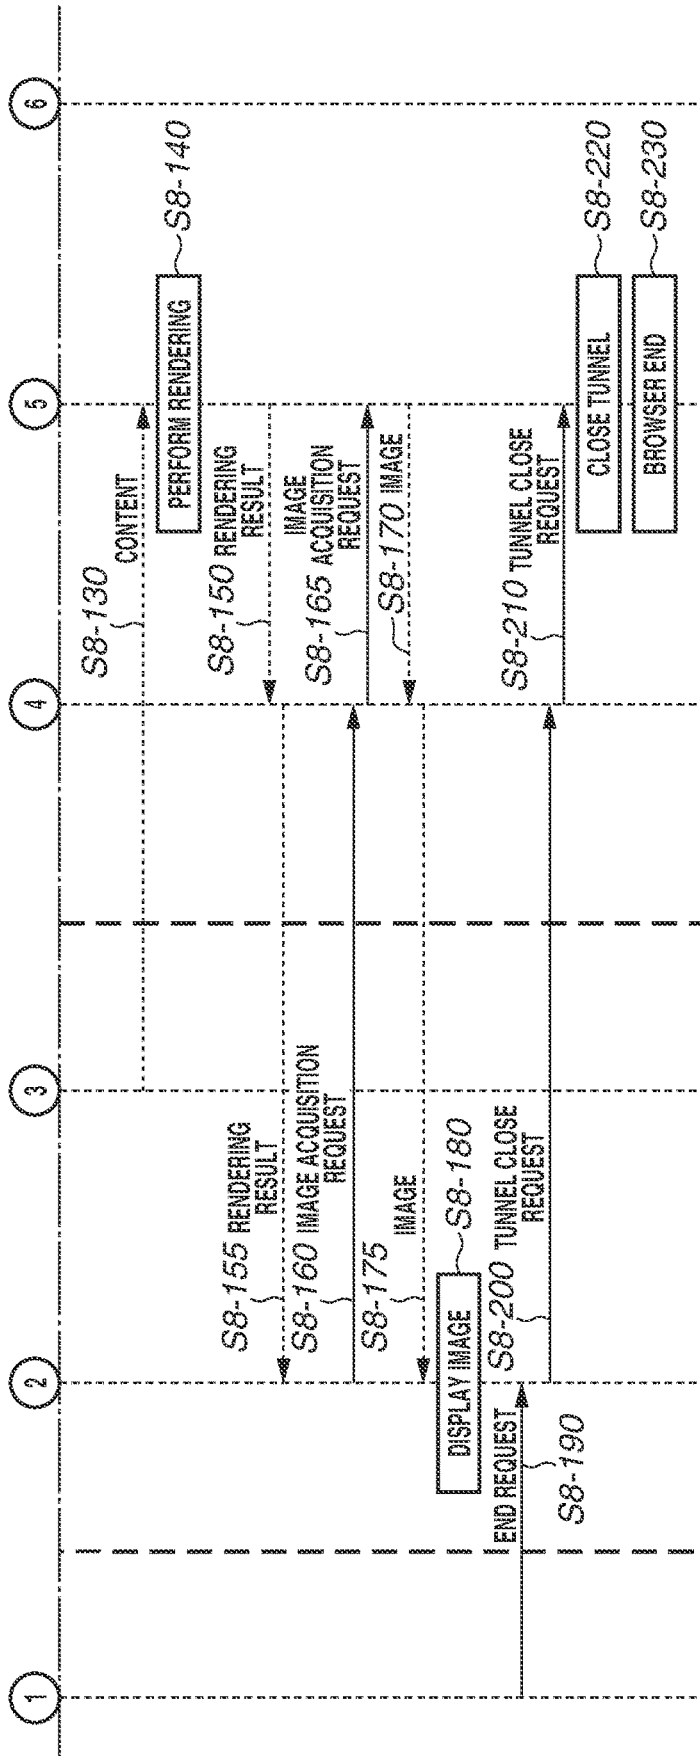 1
2
3
4
5
6
S8-130
CONTENT
PERFORM RENDERING
S8-140
S8-150 RENDERING
RESULT
S8-155 RENDERING
RESULT
S8-160 IMAGE ACQUISITION
REQUEST
IMAGE
S8-165 ACQUISITION
REQUEST
S8-170 IMAGE
S8-175
IMAGE
DISPLAY IMAGE
S8-180
END REQUEST
S8-190
S8-200 TUNNEL CLOSE
REQUEST
S8-210 TUNNEL CLOSE
REQUEST
CLOSE TUNNEL
S8-220
BROWSER END
S8-230